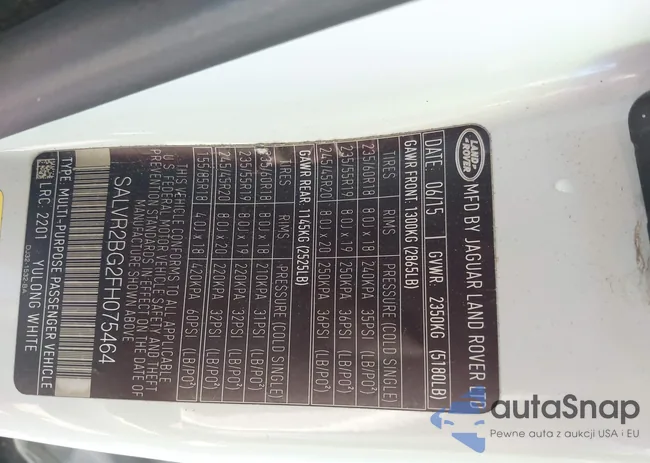 LAND ROVER
MFD BY JAGUAR LAND ROVER LTD
DATE: 06/15 GVWR: 2350KG (5180LB)
GAWR FRONT: 1300KG (2865LB)
TIRES RIMS PRESSURE (COLD SINGLE)
235/60R18 8.0J x 18 240KPA 35PSI (LB/PO²)
235/55R19 8.0J x 19 250KPA 36PSI (LB/PO²)
245/45R20 8.0J x 20 250KPA 36PSI (LB/PO²)
GAWR REAR: 1145KG (2525LB)
TIRES RIMS PRESSURE (COLD SINGLE)
235/60R18 8.0J x 18 210KPA 31PSI (LB/PO²)
235/55R19 8.0J x 19 220KPA 32PSI (LB/PO²)
245/45R20 8.0J x 20 220KPA 32PSI (LB/PO²)
155/85R18 4.0J x 18 420KPA 60PSI (LB/PO²)
THIS VEHICLE CONFORMS TO ALL APPLICABLE
U S FEDERAL MOTOR VEHICLE SAFETY AND THEFT
PREVENTION STANDARDS IN EFFECT ON THE DATE OF
MANUFACTURE SHOWN ABOVE.
SALVR2BG2FH075464
TYPE: MULTI-PURPOSE PASSENGER VEHICLE
LRC: 2201 YULONG WHITE
DJ32-1532-BA
autaSnap
Pewne auta z aukcji USA i EU